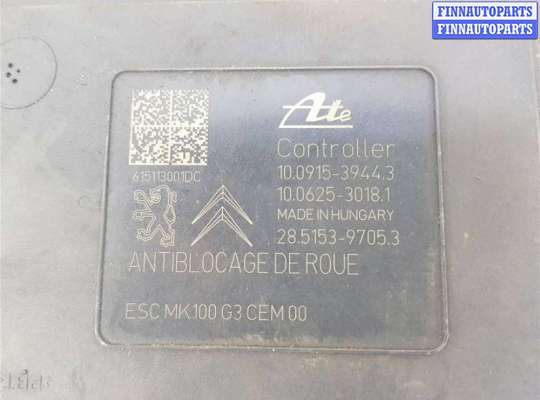 FINNAUTOPARTS
FINNAUTOPARTS
Ate
Controller
615113001DC
10.0915-3944.3
10.0625-3018.1
MADE IN HUNGARY
28.5153-9705.3
ANTIBLOCAGE DE ROUE
ESC MK100 G3 CEM 00